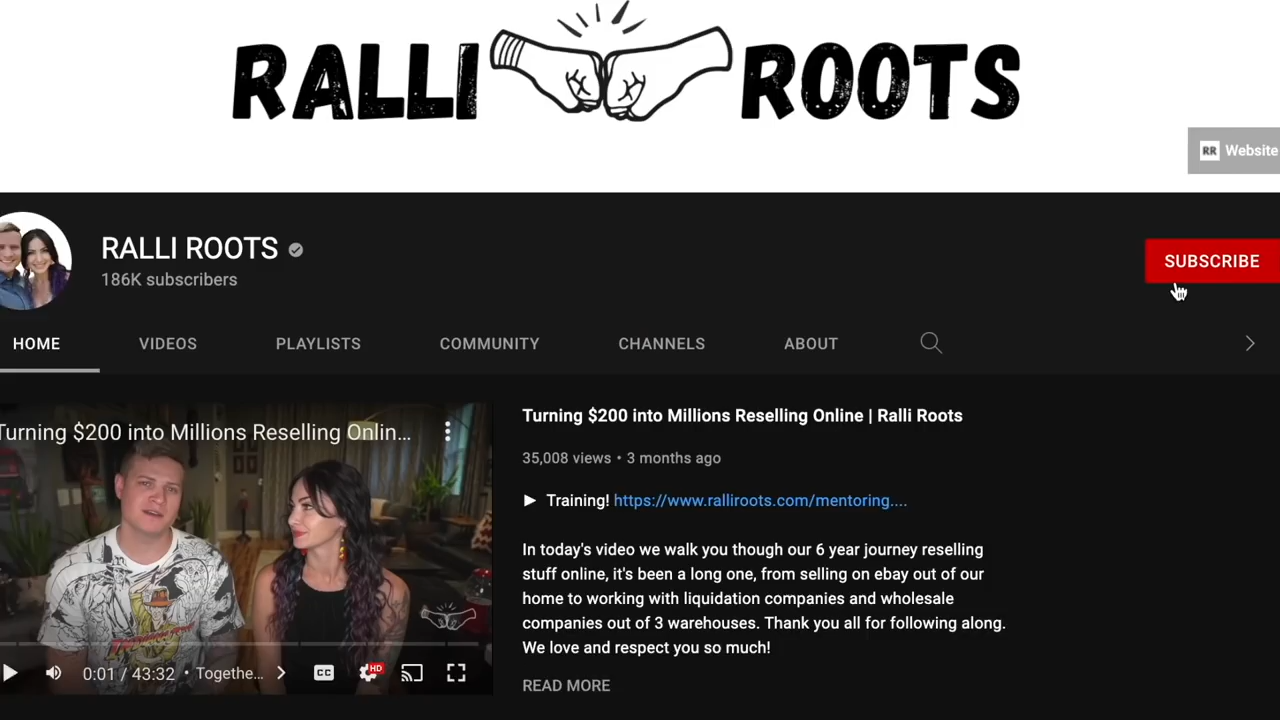 RALLI ROOTS
RR Website
RALLI ROOTS
186K subscribers
SUBSCRIBE
HOME VIDEOS PLAYLISTS COMMUNITY CHANNELS ABOUT
Turning $200 into Millions Reselling Onlin...
0:01 / 43:32 • Togethe...
CC
HD
Turning $200 into Millions Reselling Online | Ralli Roots
35,008 views • 3 months ago
► Training! https://www.ralliroots.com/mentoring....
In today's video we walk you though our 6 year journey reselling
stuff online, it's been a long one, from selling on ebay out of our
home to working with liquidation companies and wholesale
companies out of 3 warehouses. Thank you all for following along.
We love and respect you so much!
READ MORE